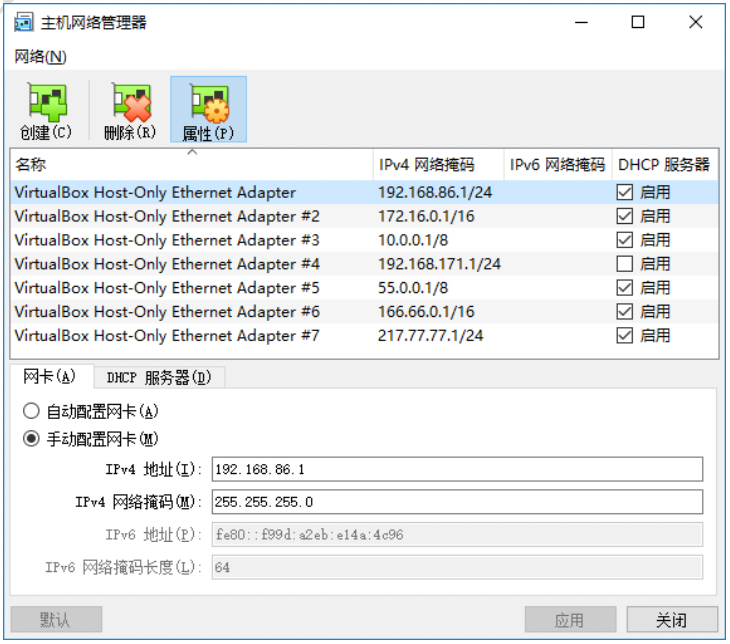 主机网络管理器
网络(N)
创建(C) 删除(R) 属性(P)
名称 IPv4 网络掩码 IPv6 网络掩码 DHCP 服务器
VirtualBox Host-Only Ethernet Adapter 192.168.86.1/24 启用
VirtualBox Host-Only Ethernet Adapter #2 172.16.0.1/16 启用
VirtualBox Host-Only Ethernet Adapter #3 10.0.0.1/8 启用
VirtualBox Host-Only Ethernet Adapter #4 192.168.171.1/24 启用
VirtualBox Host-Only Ethernet Adapter #5 55.0.0.1/8 启用
VirtualBox Host-Only Ethernet Adapter #6 166.66.0.1/16 启用
VirtualBox Host-Only Ethernet Adapter #7 217.77.77.1/24 启用
网卡(A) DHCP 服务器(D)
自动配置网卡(A)
手动配置网卡(M)
IPv4 地址(I): 192.168.86.1
IPv4 网络掩码(M): 255.255.255.0
IPv6 地址(P): fe80::f99d:a2eb:e14a:4c96
IPv6 网络掩码长度(L): 64
默认 应用 关闭